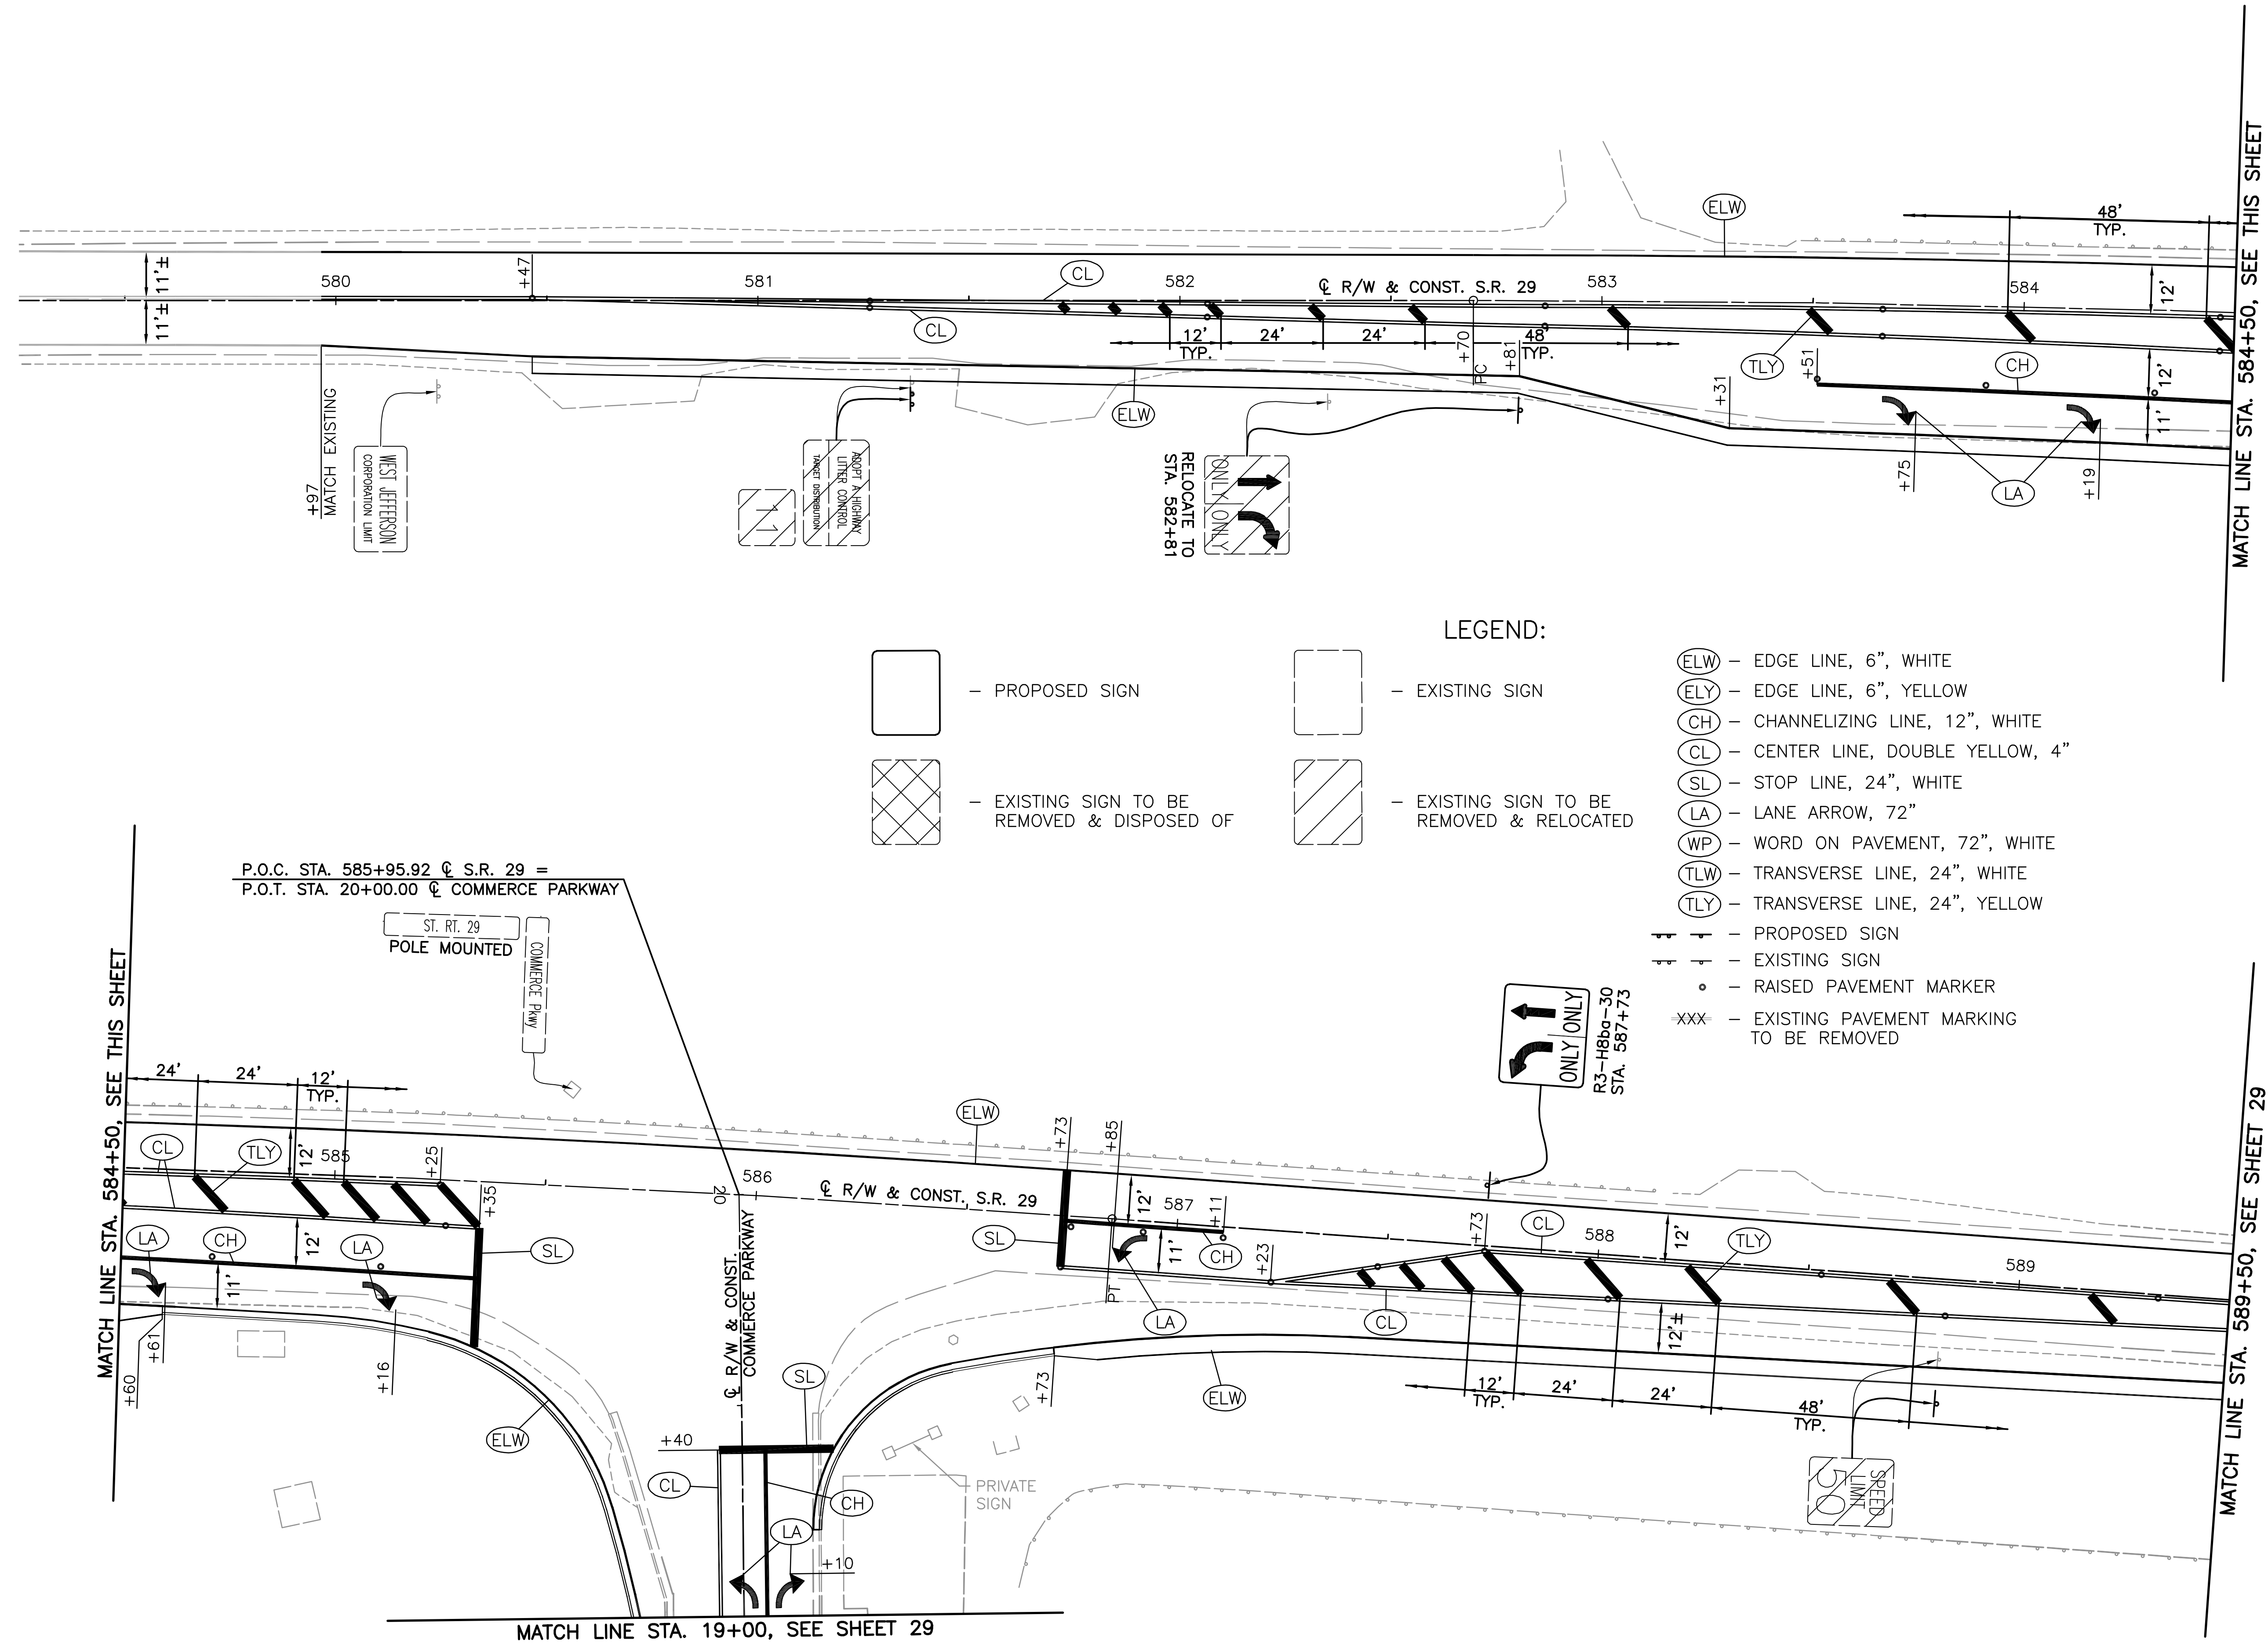 MATCH LINE STA. 584+50, SEE THIS SHEET
ELW
48'
TYP.
11'±
11'±
+47
580
581
CL
582
℄ R/W & CONST. S.R. 29
583
584
12'
CL
12'
TYP.
24'
24'
+70
PC
+81
48'
TYP.
TLY
+51
CH
12'
11'
+31
ELW
+75
LA
+19
+97
MATCH EXISTING
WEST JEFFERSON
CORPORATION LIMIT
11
ADOPT A HIGHWAY
LITTER CONTROL
TARGET DISTRIBUTION
RELOCATE TO
STA. 582+81
ONLY ONLY
LEGEND:
– PROPOSED SIGN
– EXISTING SIGN
– EXISTING SIGN TO BE
REMOVED & DISPOSED OF
– EXISTING SIGN TO BE
REMOVED & RELOCATED
ELW – EDGE LINE, 6", WHITE
ELY – EDGE LINE, 6", YELLOW
CH – CHANNELIZING LINE, 12", WHITE
CL – CENTER LINE, DOUBLE YELLOW, 4"
SL – STOP LINE, 24", WHITE
LA – LANE ARROW, 72"
WP – WORD ON PAVEMENT, 72", WHITE
TLW – TRANSVERSE LINE, 24", WHITE
TLY – TRANSVERSE LINE, 24", YELLOW
– PROPOSED SIGN
– EXISTING SIGN
– RAISED PAVEMENT MARKER
XXX – EXISTING PAVEMENT MARKING
TO BE REMOVED
P.O.C. STA. 585+95.92 ℄ S.R. 29 =
P.O.T. STA. 20+00.00 ℄ COMMERCE PARKWAY
ST. RT. 29
POLE MOUNTED
COMMERCE Pkwy
MATCH LINE STA. 584+50, SEE THIS SHEET
24'
24'
12'
TYP.
CL
TLY
12'
585
+25
+35
LA
CH
LA
12'
11'
SL
+60
+61
+16
ELW
586
20
℄ R/W & CONST. S.R. 29
℄ R/W & CONST.
COMMERCE PARKWAY
ELW
+73
+85
12'
587
+11
SL
11'
CH
+23
PT
LA
ONLY ONLY
R3-H8ba-30
STA. 587+73
+73
CL
588
12'
TLY
589
CL
12'±
+73
ELW
12'
TYP.
24'
24'
48'
TYP.
SPEED
LIMIT
50
SL
+40
CL
CH
LA
+10
PRIVATE
SIGN
MATCH LINE STA. 19+00, SEE SHEET 29
MATCH LINE STA. 589+50, SEE SHEET 29